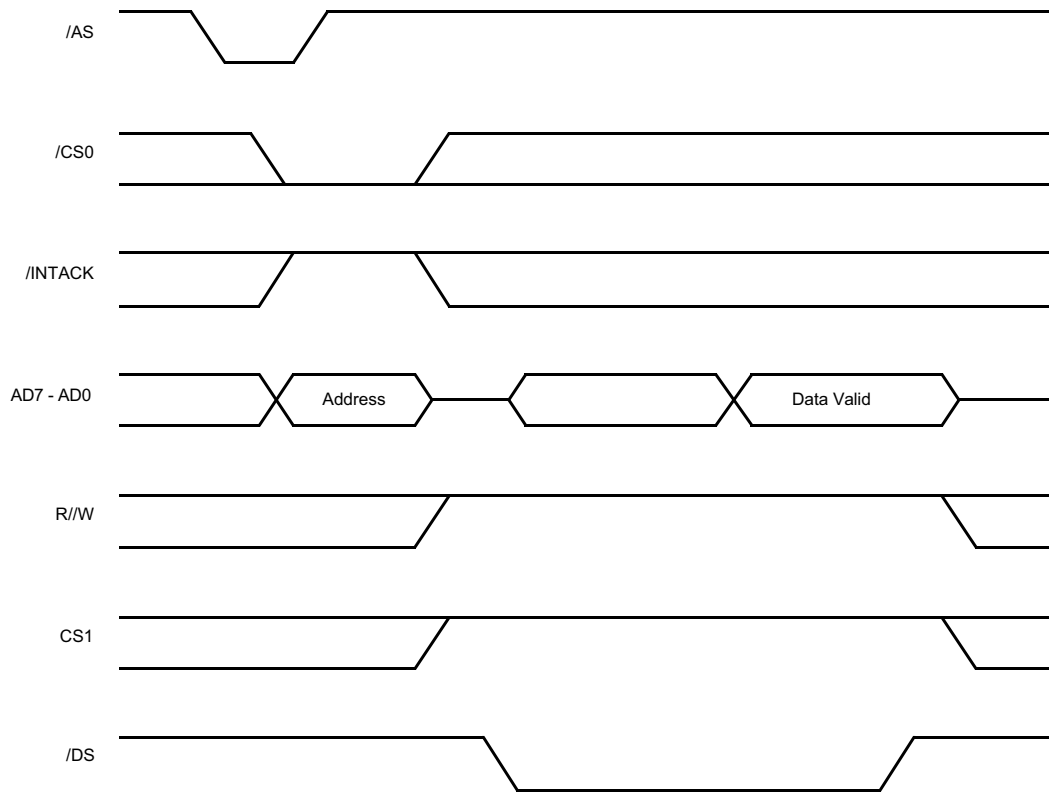 /AS
/CS0
/INTACK
AD7 - AD0
Address
Data Valid
R//W
CS1
/DS